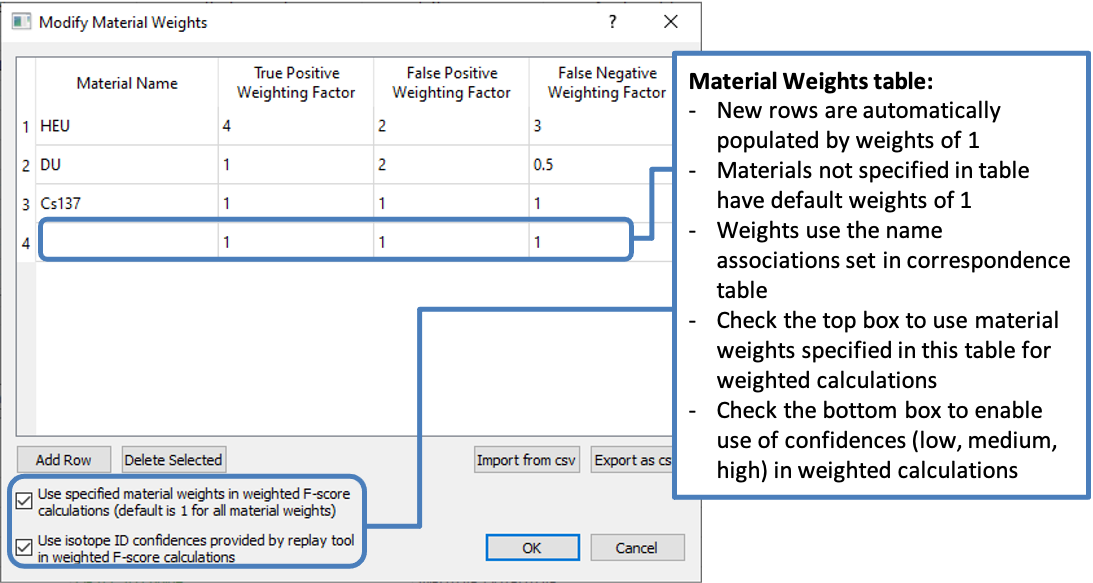 Modify Material Weights
?
Material Name
True Positive
Weighting Factor
False Positive
Weighting Factor
False Negative
Weighting Factor
1 HEU 4 2 3
2 DU 1 2 0.5
3 Cs137 1 1 1
4 1 1 1
Add Row
Delete Selected
Import from csv
Export as cs
Use specified material weights in weighted F-score
calculations (default is 1 for all material weights)
Use isotope ID confidences provided by replay tool
in weighted F-score calculations
OK
Cancel
Material Weights table:
- New rows are automatically
populated by weights of 1
- Materials not specified in table
have default weights of 1
- Weights use the name
associations set in correspondence
table
- Check the top box to use material
weights specified in this table for
weighted calculations
- Check the bottom box to enable
use of confidences (low, medium,
high) in weighted calculations